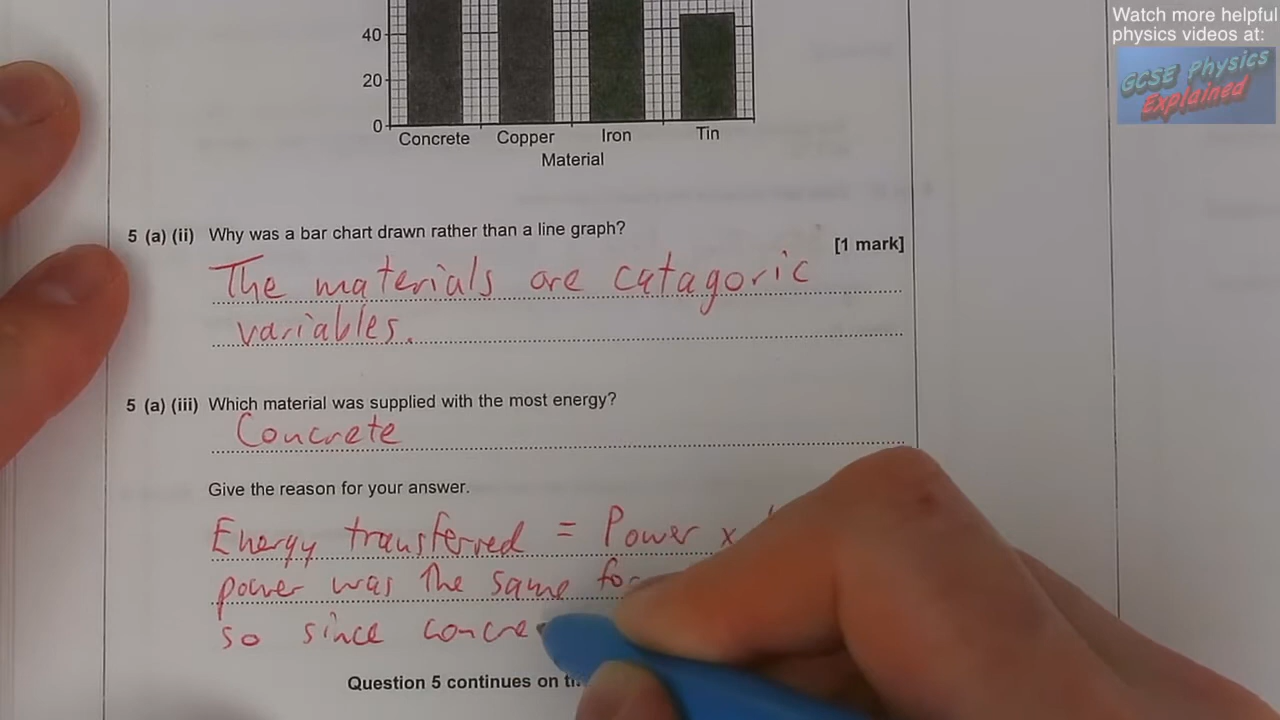 Watch more helpful
physics videos at:
GCSE Physics
Explained
40
20
0
Concrete Copper Iron Tin
Material
5 (a) (ii) Why was a bar chart drawn rather than a line graph?
[1 mark]
The materials are catagoric
variables.
5 (a) (iii) Which material was supplied with the most energy?
Concrete
Give the reason for your answer.
Energy transferred = Power x
power was the same for
so since concre
Question 5 continues on